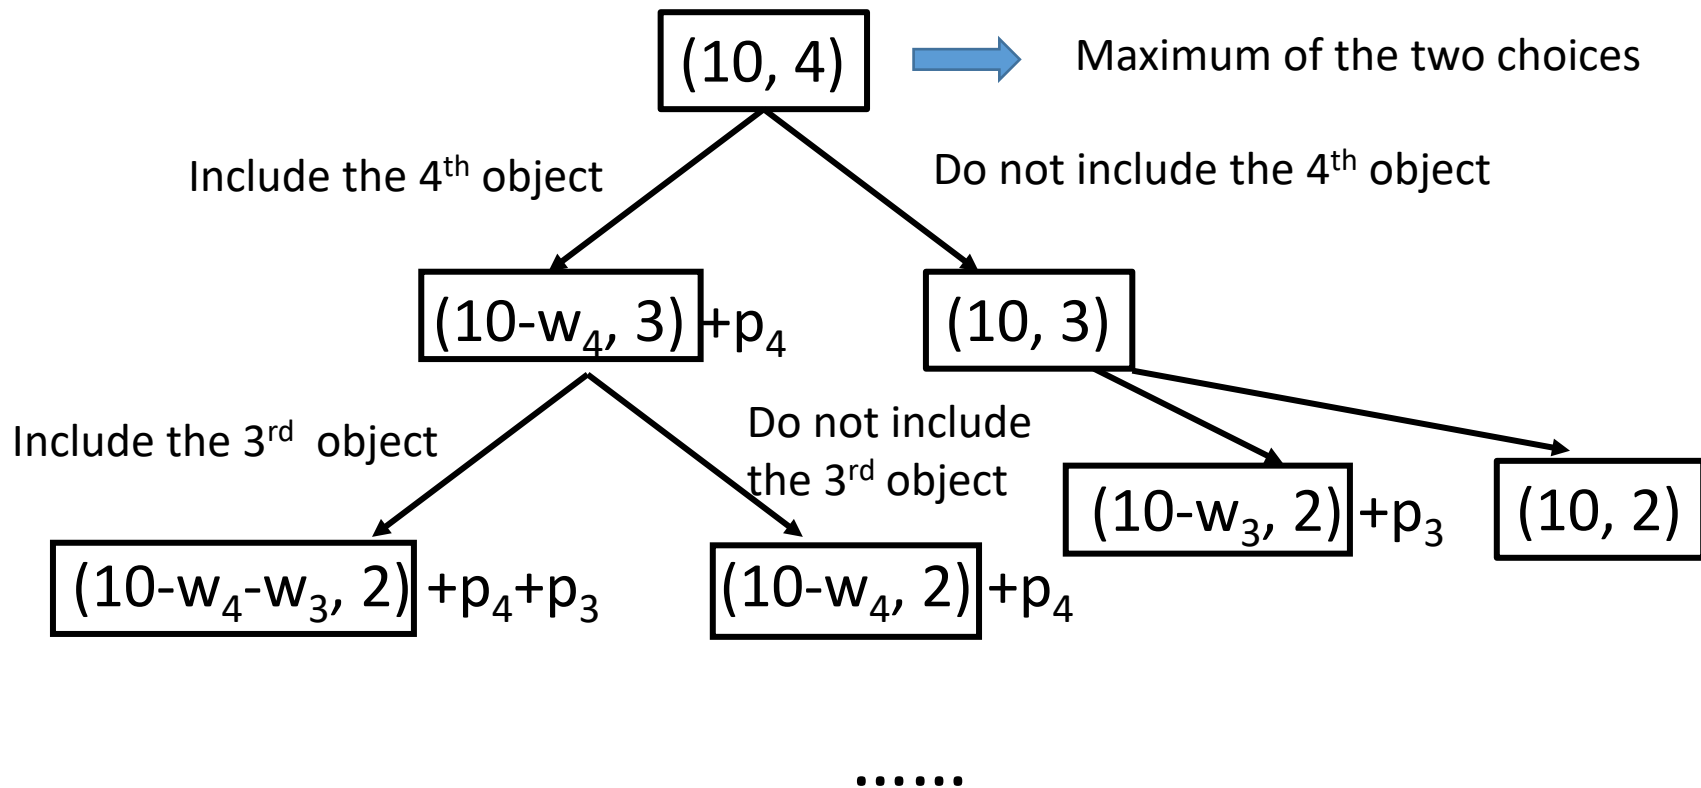 (10, 4)
Maximum of the two choices
Include the 4th object
Do not include the 4th object
(10-w4, 3) +p4
(10, 3)
Include the 3rd object
Do not include
the 3rd object
(10-w3, 2) +p3
(10, 2)
(10-w4-w3, 2) +p4+p3
(10-w4, 2) +p4
......